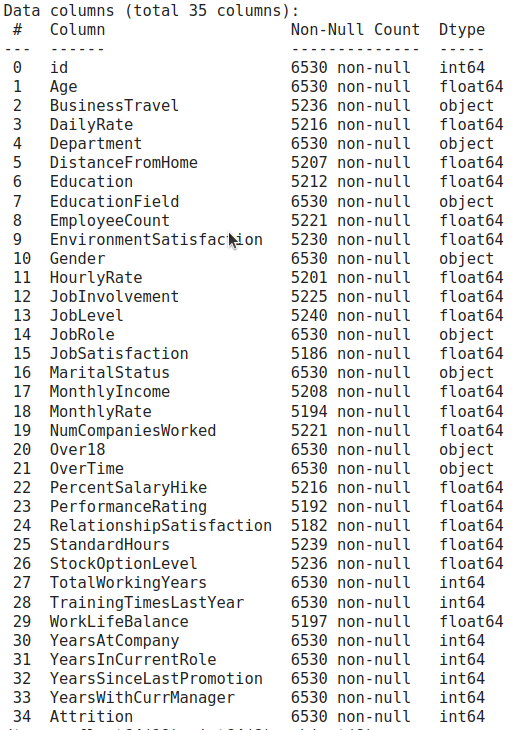 Data columns (total 35 columns):
 #   Column                    Non-Null Count  Dtype
---  ------                    --------------  -----
 0   id                        6530 non-null   int64
 1   Age                       6530 non-null   float64
 2   BusinessTravel            5236 non-null   object
 3   DailyRate                 5216 non-null   float64
 4   Department                6530 non-null   object
 5   DistanceFromHome          5207 non-null   float64
 6   Education                 5212 non-null   float64
 7   EducationField            6530 non-null   object
 8   EmployeeCount             5221 non-null   float64
 9   EnvironmentSatisfaction   5230 non-null   float64
 10  Gender                    6530 non-null   object
 11  HourlyRate                5201 non-null   float64
 12  JobInvolvement            5225 non-null   float64
 13  JobLevel                  5240 non-null   float64
 14  JobRole                   6530 non-null   object
 15  JobSatisfaction           5186 non-null   float64
 16  MaritalStatus             6530 non-null   object
 17  MonthlyIncome             5208 non-null   float64
 18  MonthlyRate               5194 non-null   float64
 19  NumCompaniesWorked        5221 non-null   float64
 20  Over18                    6530 non-null   object
 21  OverTime                  6530 non-null   object
 22  PercentSalaryHike         5216 non-null   float64
 23  PerformanceRating         5192 non-null   float64
 24  RelationshipSatisfaction  5182 non-null   float64
 25  StandardHours             5239 non-null   float64
 26  StockOptionLevel          5236 non-null   float64
 27  TotalWorkingYears         6530 non-null   int64
 28  TrainingTimesLastYear     6530 non-null   int64
 29  WorkLifeBalance           5197 non-null   float64
 30  YearsAtCompany            6530 non-null   int64
 31  YearsInCurrentRole        6530 non-null   int64
 32  YearsSinceLastPromotion   6530 non-null   int64
 33  YearsWithCurrManager      6530 non-null   int64
 34  Attrition                 6530 non-null   int64